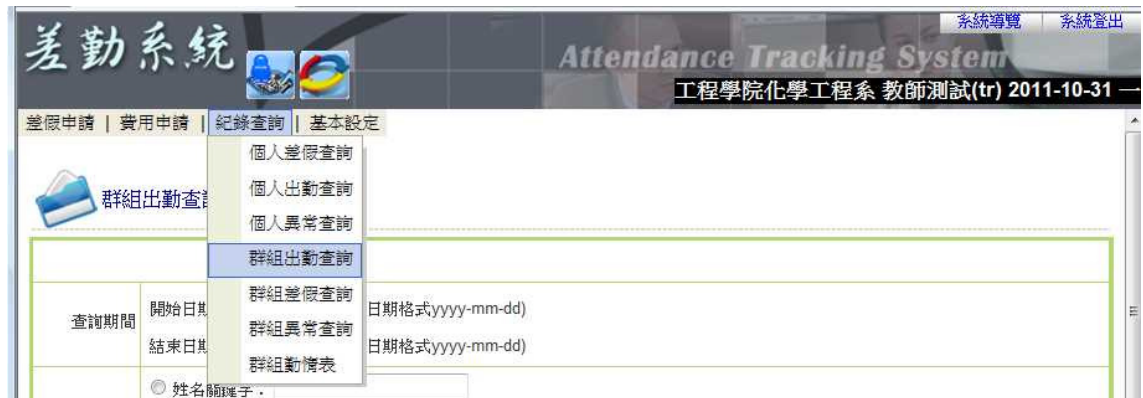 系統導覽 系統登出
差勤系統
Attendance Tracking System
工程學院化學工程系 教師測試(tr) 2011-10-31 一
差假申請 | 費用申請 | 紀錄查詢 | 基本設定
個人差假查詢
個人出勤查詢
個人異常查詢
群組出勤查詢
群組差假查詢
群組異常查詢
群組勤惰表
群組出勤查
查詢期間
開始日期 日期格式yyyy-mm-dd)
結束日期 日期格式yyyy-mm-dd)
姓名關鍵字：